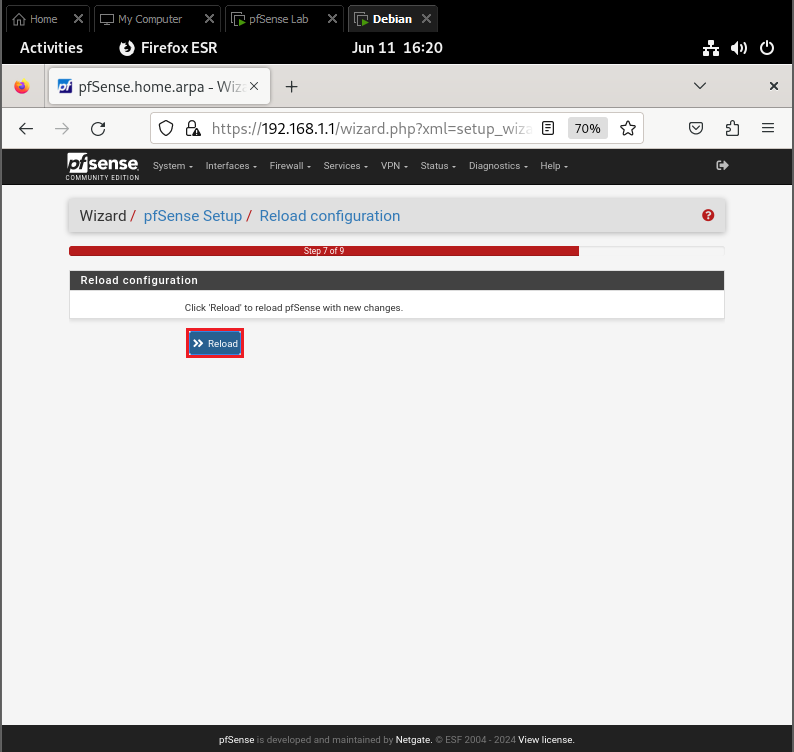 Home My Computer pfSense Lab Debian
Activities Firefox ESR Jun 11 16:20
pfSense.home.arpa - Wiz
https://192.168.1.1/wizard.php?xml=setup_wiza 70%
pfsense System Interfaces Firewall Services VPN Status Diagnostics Help
COMMUNITY EDITION
Wizard / pfSense Setup / Reload configuration
Step 7 of 9
Reload configuration
Click 'Reload' to reload pfSense with new changes.
Reload
pfSense is developed and maintained by Netgate. © ESF 2004 - 2024 View license.